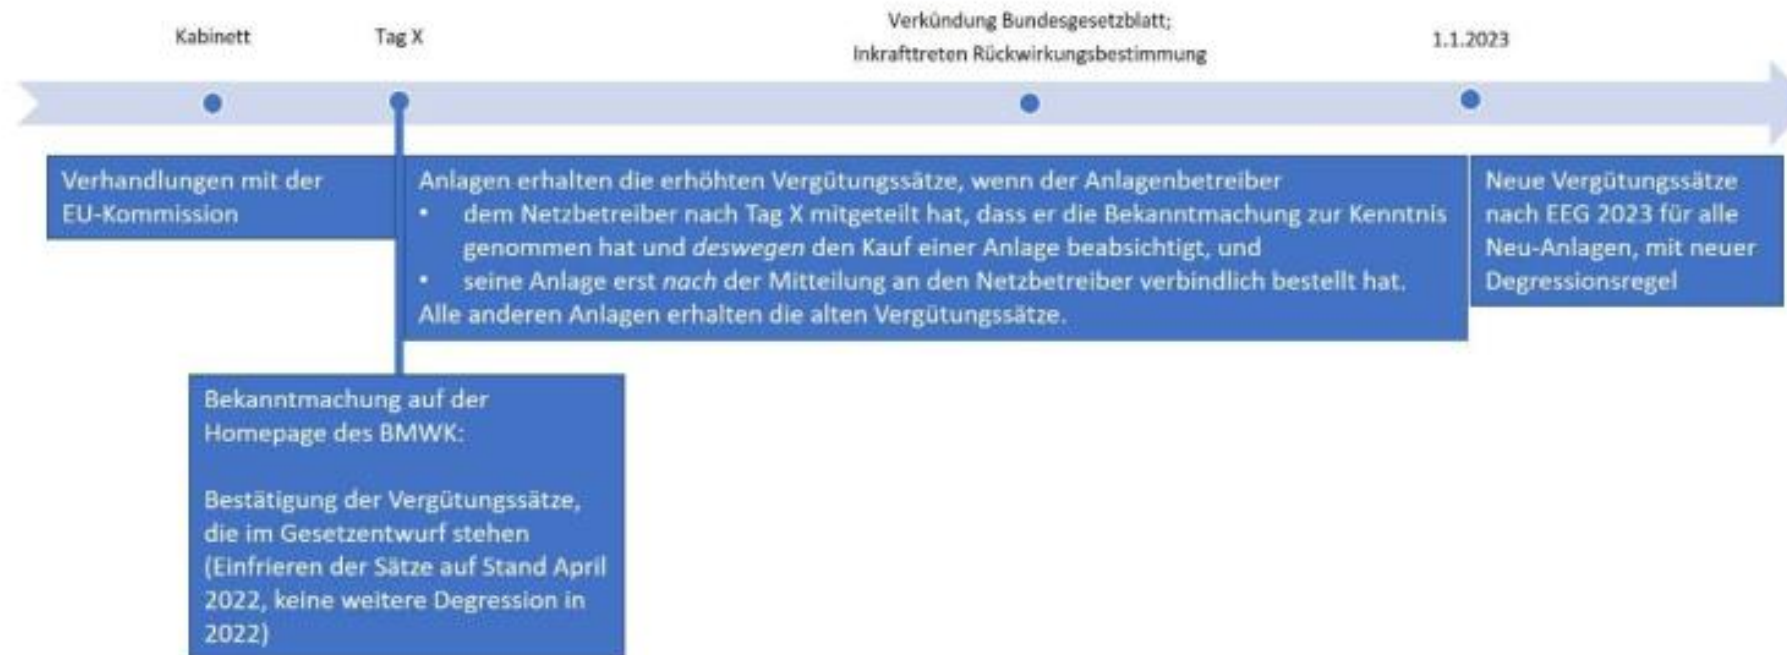 Kabinett
Tag X
Verkündung Bundesgesetzblatt;
Inkrafttreten Rückwirkungsbestimmung
1.1.2023
Verhandlungen mit der
EU-Kommission
Anlagen erhalten die erhöhten Vergütungssätze, wenn der Anlagenbetreiber
• dem Netzbetreiber nach Tag X mitgeteilt hat, dass er die Bekanntmachung zur Kenntnis
genommen hat und deswegen den Kauf einer Anlage beabsichtigt, und
• seine Anlage erst nach der Mitteilung an den Netzbetreiber verbindlich bestellt hat.
Alle anderen Anlagen erhalten die alten Vergütungssätze.
Neue Vergütungssätze
nach EEG 2023 für alle
Neu-Anlagen, mit neuer
Degressionsregel
Bekanntmachung auf der
Homepage des BMWK:
Bestätigung der Vergütungssätze,
die im Gesetzentwurf stehen
(Einfrieren der Sätze auf Stand April
2022, keine weitere Degression in
2022)